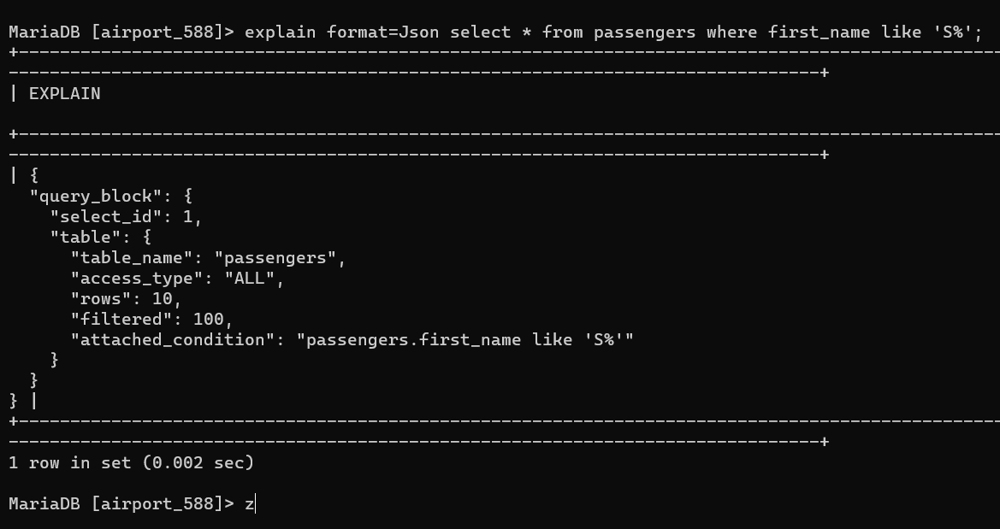 MariaDB [airport_588]> explain format=Json select * from passengers where first_name like 'S%';
+-----------------------------------------------------------------------------------------------
-------------------------------------------------------------------------------+
| EXPLAIN
+-----------------------------------------------------------------------------------------------
-------------------------------------------------------------------------------+
| {
  "query_block": {
    "select_id": 1,
    "table": {
      "table_name": "passengers",
      "access_type": "ALL",
      "rows": 10,
      "filtered": 100,
      "attached_condition": "passengers.first_name like 'S%'"
    }
  }
} |
+-----------------------------------------------------------------------------------------------
-------------------------------------------------------------------------------+
1 row in set (0.002 sec)
MariaDB [airport_588]> z